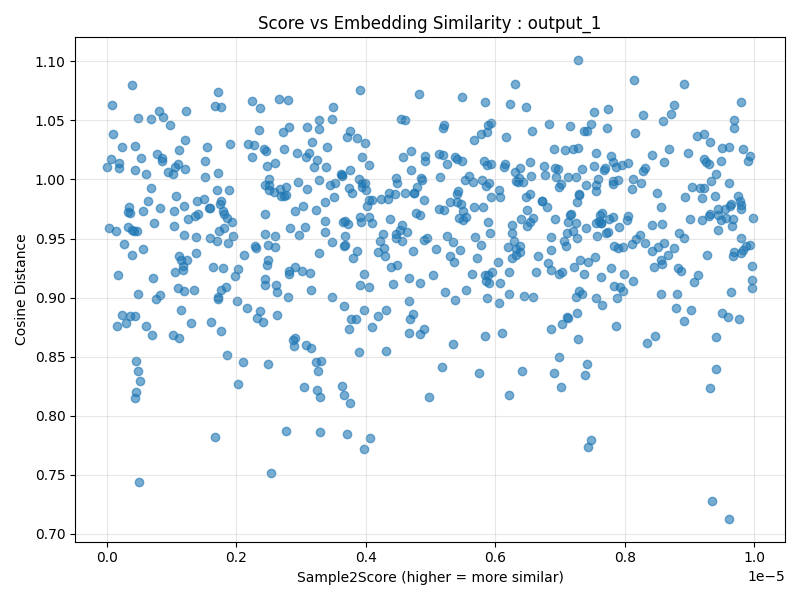 Score vs Embedding Similarity : output_1
Cosine Distance
1.10
1.05
1.00
0.95
0.90
0.85
0.80
0.75
0.70
0.0 0.2 0.4 0.6 0.8 1.0
1e−5
Sample2Score (higher = more similar)